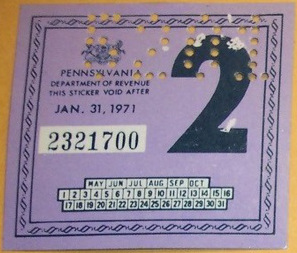 PENNSYLVANIA
DEPARTMENT OF REVENUE
THIS STICKER VOID AFTER
JAN. 31, 1971
2
2321700
MAY JUN JUL AUG SEP OCT
1 2 3 4 5 6 7 8 9 10 11 12 13 14 15 16
17 18 19 20 21 22 23 24 25 26 27 28 29 30 31